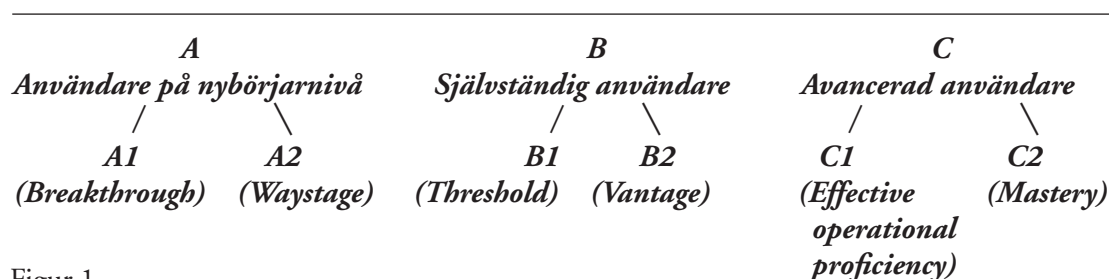 A B C
Användare på nybörjarnivå Självständig användare Avancerad användare
A1 A2 B1 B2 C1 C2
(Breakthrough) (Waystage) (Threshold) (Vantage) (Effective (Mastery)
operational
proficiency)
Figur 1